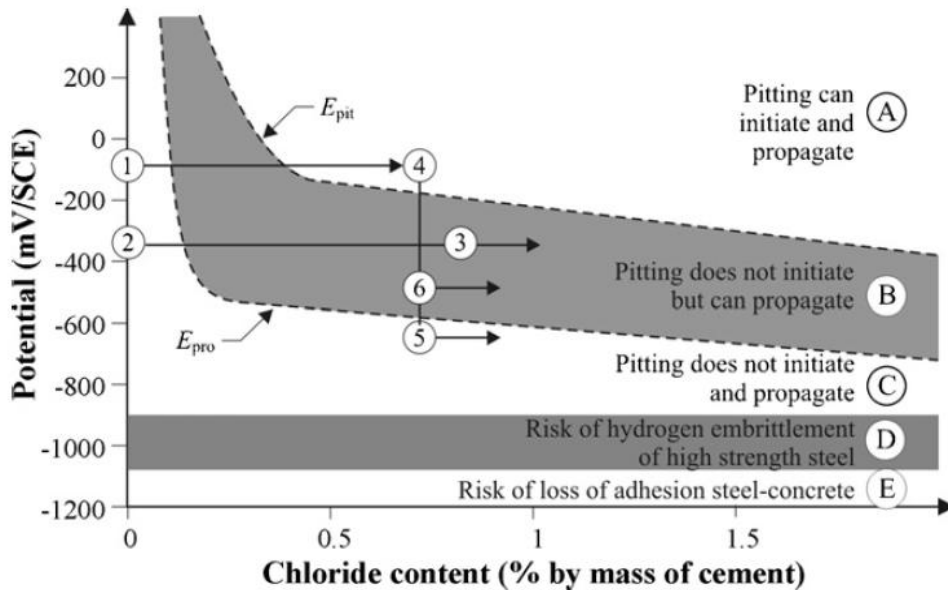 200
0
-200
-400
-600
-800
-1000
-1200
Potential (mV/SCE)
E_pit
E_pro
1
2
3
4
5
6
Pitting can
initiate and
propagate
A
Pitting does not initiate
but can propagate
B
Pitting does not initiate
and propagate
C
Risk of hydrogen embrittlement
of high strength steel
D
Risk of loss of adhesion steel-concrete
E
0
0.5
1
1.5
Chloride content (% by mass of cement)